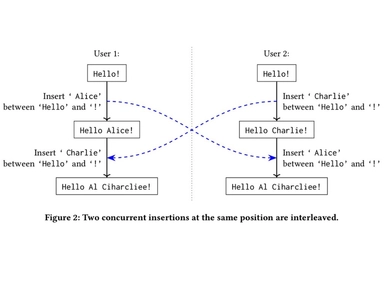 User 1:
User 2:
Hello!
Hello!
Insert ‘ Alice’
between ‘Hello’ and ‘!’
Insert ‘ Charlie’
between ‘Hello’ and ‘!’
Hello Alice!
Hello Charlie!
Insert ‘ Charlie’
between ‘Hello’ and ‘!’
Insert ‘ Alice’
between ‘Hello’ and ‘!’
Hello Al Ciharcliee!
Hello Al Ciharcliee!
Figure 2: Two concurrent insertions at the same position are interleaved.